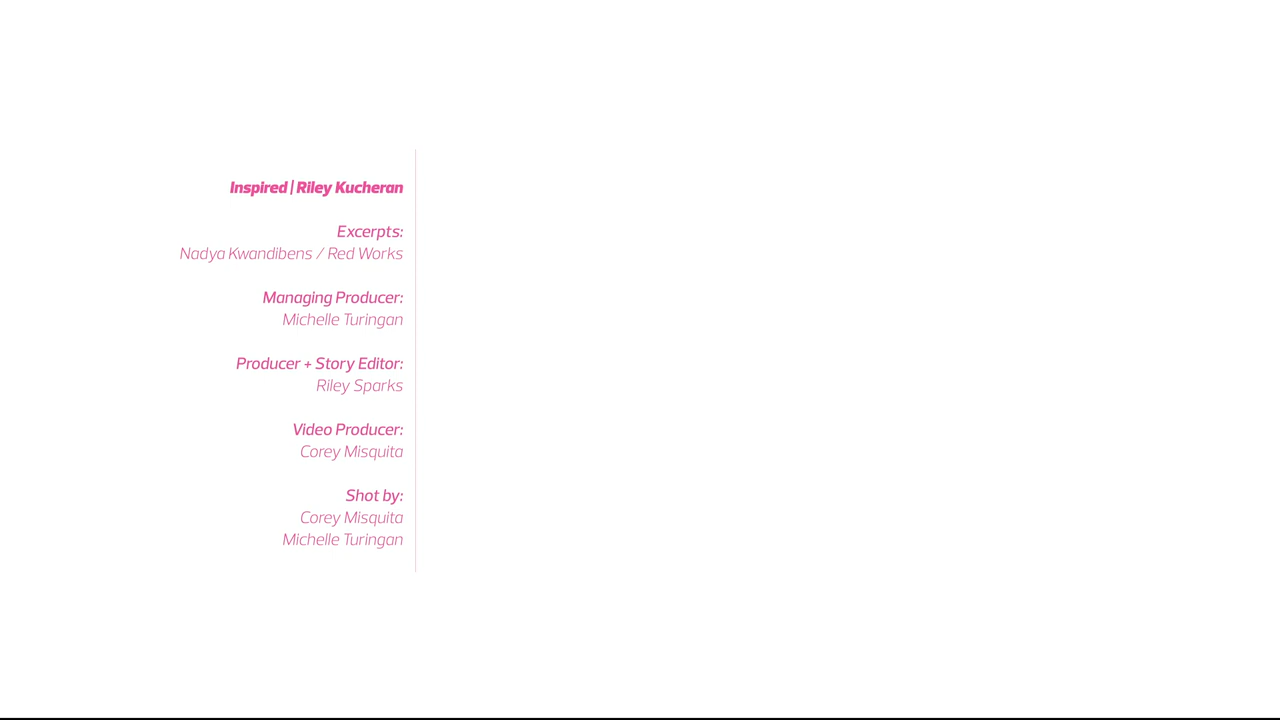 Inspired | Riley Kucheran
Excerpts:
Nadya Kwandibens / Red Works
Managing Producer:
Michelle Turingan
Producer + Story Editor:
Riley Sparks
Video Producer:
Corey Misquita
Shot by:
Corey Misquita
Michelle Turingan